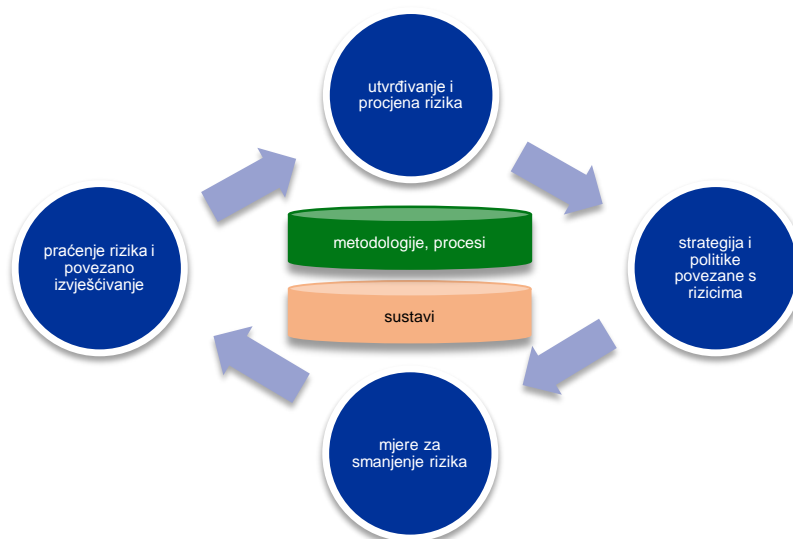 utvrđivanje i
procjena rizika
metodologije, procesi
praćenje rizika i
povezano
izvješćivanje
strategija i
politike
povezane s
rizicima
sustavi
mjere za
smanjenje rizika